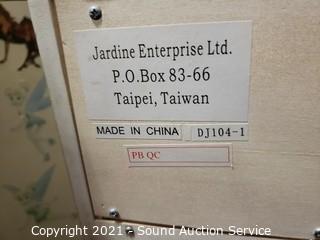 Jardine Enterprise Ltd.
P.O.Box 83-66
Taipei, Taiwan
MADE IN CHINA DJ104-1
PB QC
Copyright 2021 - Sound Auction Service